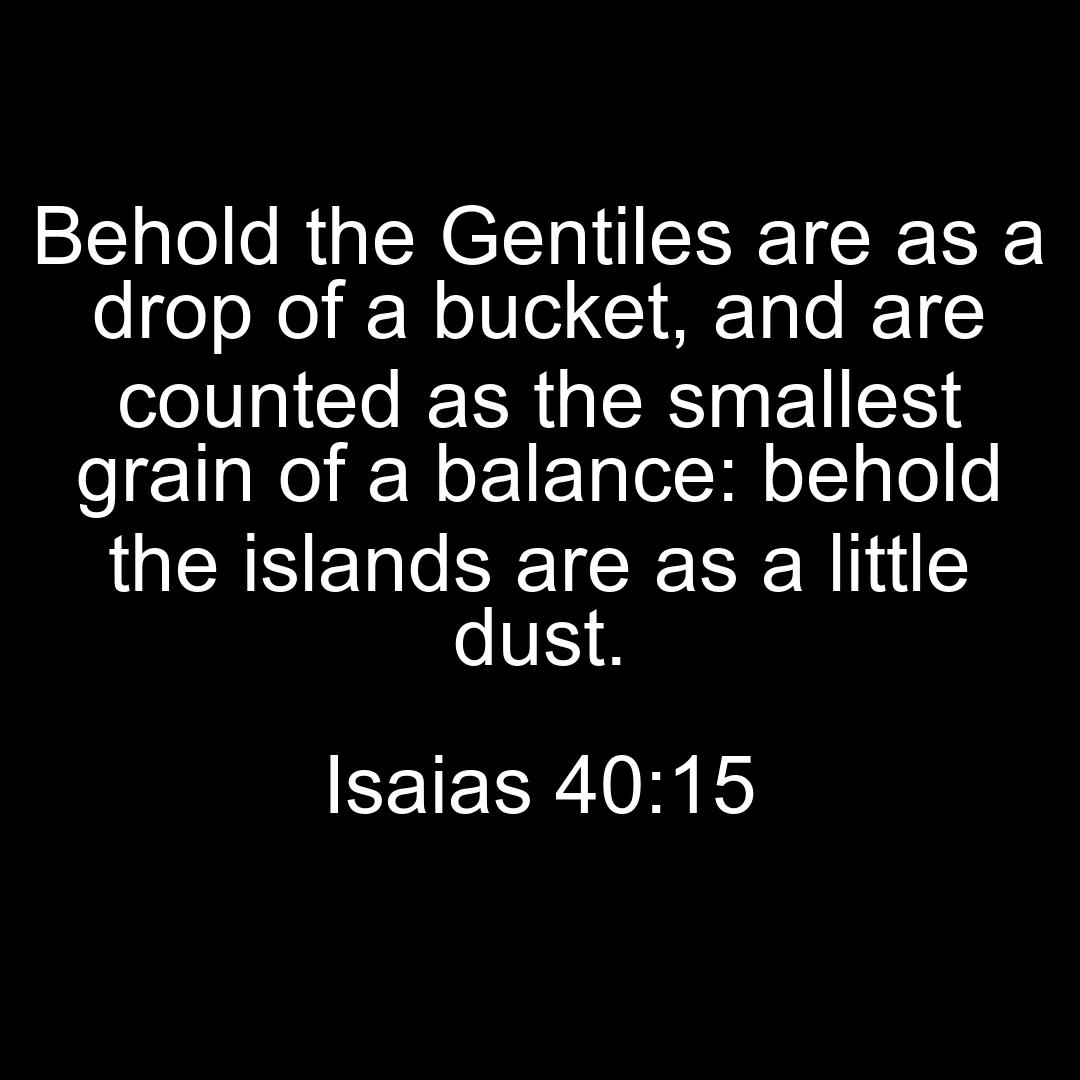 Behold the Gentiles are as a
drop of a bucket, and are
counted as the smallest
grain of a balance: behold
the islands are as a little
dust.
Isaias 40:15